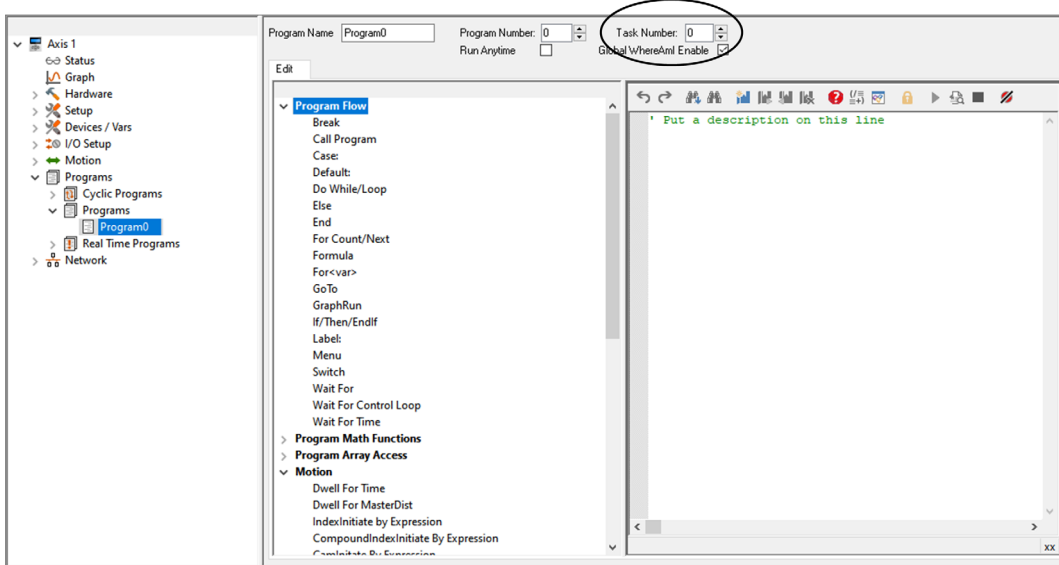 Program Name Program0 Program Number: 0 Task Number: 0
Run Anytime Global WhereAmI Enable
Edit
Axis 1
Status
Graph
Hardware
Setup
Devices / Vars
I/O Setup
Motion
Programs
Cyclic Programs
Programs
Program0
Real Time Programs
Network
Program Flow
Break
Call Program
Case:
Default:
Do While/Loop
Else
End
For Count/Next
Formula
For<var>
GoTo
GraphRun
If/Then/EndIf
Label:
Menu
Switch
Wait For
Wait For Control Loop
Wait For Time
Program Math Functions
Program Array Access
Motion
Dwell For Time
Dwell For MasterDist
IndexInitiate by Expression
CompoundIndexInitiate By Expression
CamInitate By Expression
' Put a description on this line
xx